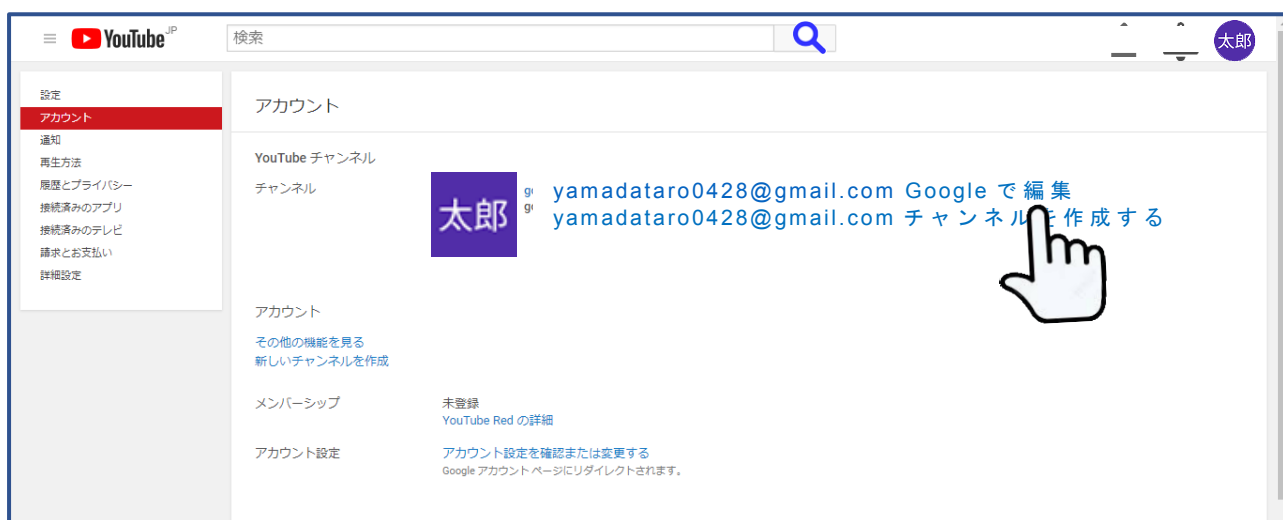 YouTube JP
検索
太郎
設定
アカウント
通知
再生方法
履歴とプライバシー
接続済みのアプリ
接続済みのテレビ
請求とお支払い
詳細設定
アカウント
YouTube チャンネル
チャンネル
太郎
yamadataro0428@gmail.com Google で編集
yamadataro0428@gmail.com チャンネルを作成する
アカウント
その他の機能を見る
新しいチャンネルを作成
メンバーシップ
未登録
YouTube Red の詳細
アカウント設定
アカウント設定を確認または変更する
Google アカウント ページにリダイレクトされます。